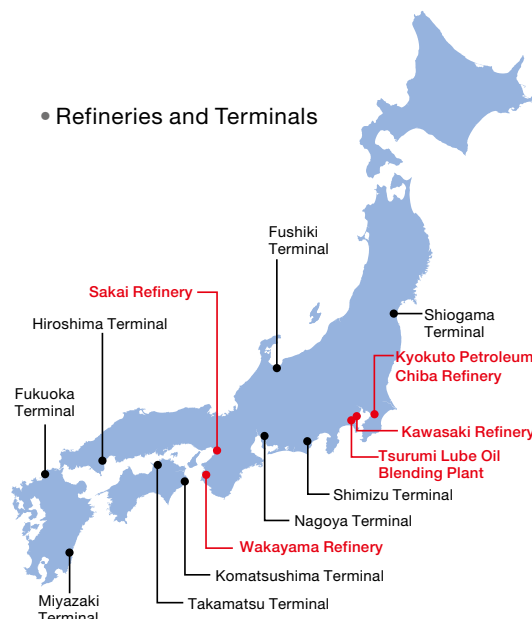 • Refineries and Terminals
Fushiki
Terminal
Sakai Refinery
Hiroshima Terminal
Shiogama
Terminal
Kyokuto Petroleum
Chiba Refinery
Fukuoka
Terminal
Kawasaki Refinery
Tsurumi Lube Oil
Blending Plant
Shimizu Terminal
Nagoya Terminal
Wakayama Refinery
Komatsushima Terminal
Miyazaki
Terminal
Takamatsu Terminal